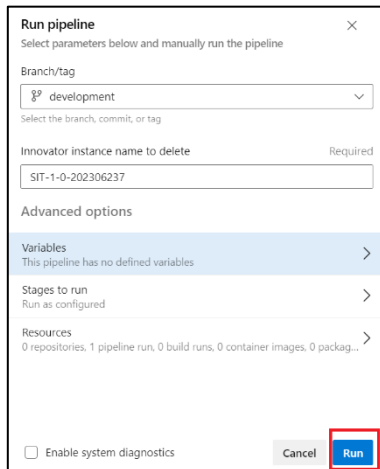 Run pipeline
Select parameters below and manually run the pipeline
Branch/tag
development
Select the branch, commit, or tag
Innovator instance name to delete Required
SIT-1-0-202306237
Advanced options
Variables
This pipeline has no defined variables
Stages to run
Run as configured
Resources
0 repositories, 1 pipeline run, 0 build runs, 0 container images, 0 packag...
Enable system diagnostics Cancel Run